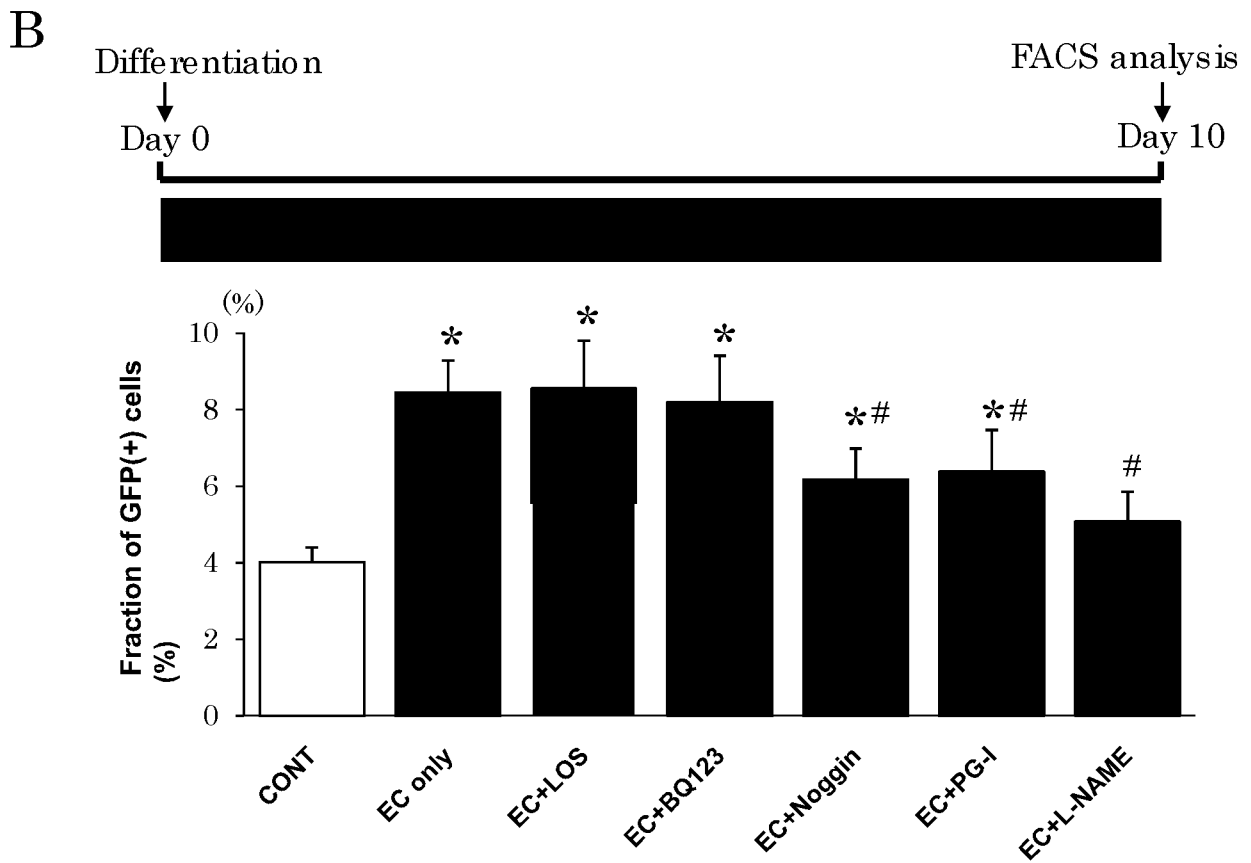 B
Differentiation
FACS analysis
Day 0
Day 10
(%)
10
8
6
4
2
0
Fraction of GFP(+) cells
(%)
*
*
*
*#
*#
#
CONT
EC only
EC+LOS
EC+BQ123
EC+Noggin
EC+PG-I
EC+L-NAME